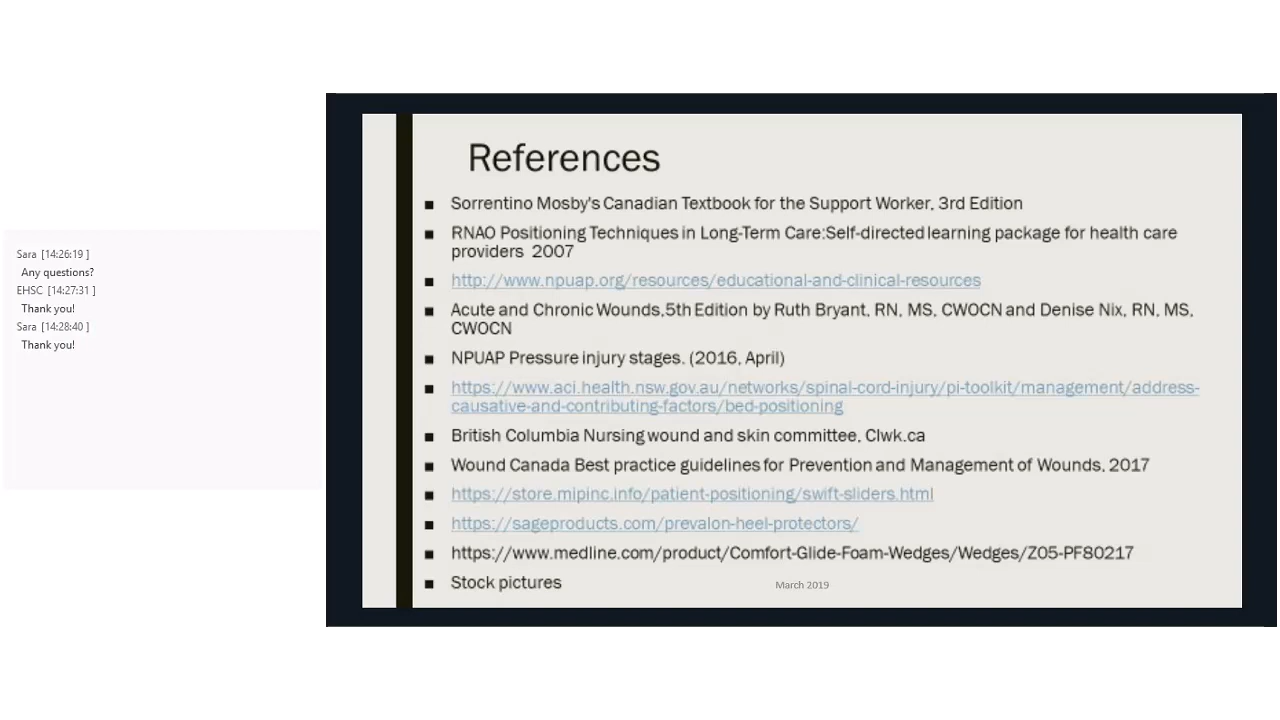 Sara [14:26:19 ]
Any questions?
EHSC [14:27:31 ]
Thank you!
Sara [14:28:40 ]
Thank you!
References
Sorrentino Mosby's Canadian Textbook for the Support Worker, 3rd Edition
RNAO Positioning Techniques in Long-Term Care:Self-directed learning package for health care
providers 2007
http://www.npuap.org/resources/educational-and-clinical-resources
Acute and Chronic Wounds,5th Edition by Ruth Bryant, RN, MS, CWOCN and Denise Nix, RN, MS,
CWOCN
NPUAP Pressure injury stages. (2016, April)
https://www.aci.health.nsw.gov.au/networks/spinal-cord-injury/pi-toolkit/management/address-
causative-and-contributing-factors/bed-positioning
British Columbia Nursing wound and skin committee, Clwk.ca
Wound Canada Best practice guidelines for Prevention and Management of Wounds, 2017
https://store.mipinc.info/patient-positioning/swift-sliders.html
https://sageproducts.com/prevalon-heel-protectors/
https://www.medline.com/product/Comfort-Glide-Foam-Wedges/Wedges/Z05-PF80217
Stock pictures
March 2019